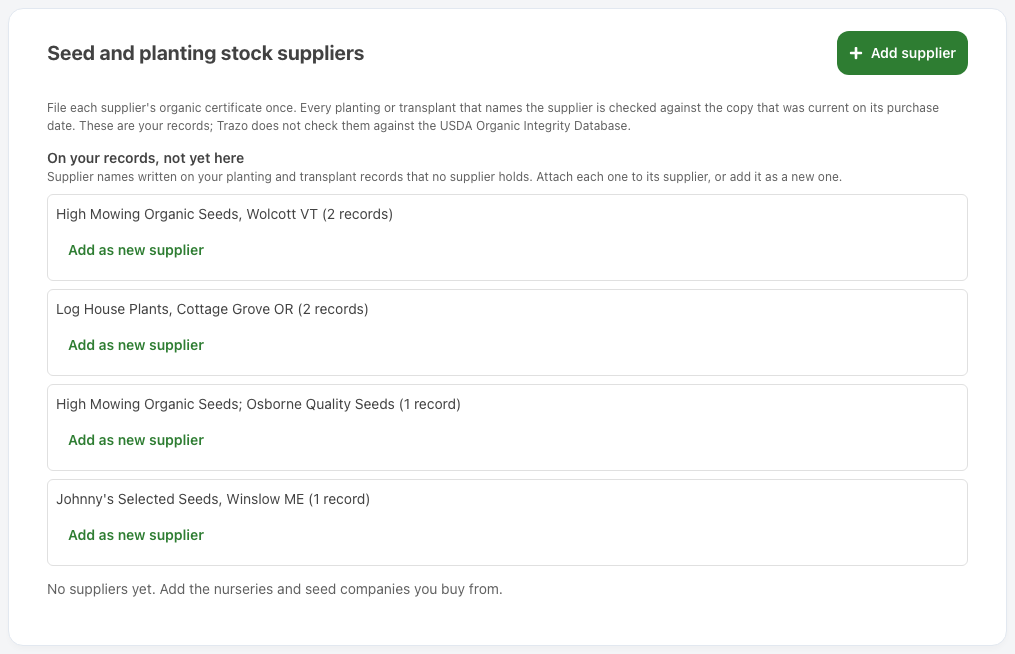 Seed and planting stock suppliers
+ Add supplier
File each supplier's organic certificate once. Every planting or transplant that names the supplier is checked against the copy that was current on its purchase
date. These are your records; Trazo does not check them against the USDA Organic Integrity Database.
On your records, not yet here
Supplier names written on your planting and transplant records that no supplier holds. Attach each one to its supplier, or add it as a new one.
High Mowing Organic Seeds, Wolcott VT (2 records)
Add as new supplier
Log House Plants, Cottage Grove OR (2 records)
Add as new supplier
High Mowing Organic Seeds; Osborne Quality Seeds (1 record)
Add as new supplier
Johnny's Selected Seeds, Winslow ME (1 record)
Add as new supplier
No suppliers yet. Add the nurseries and seed companies you buy from.